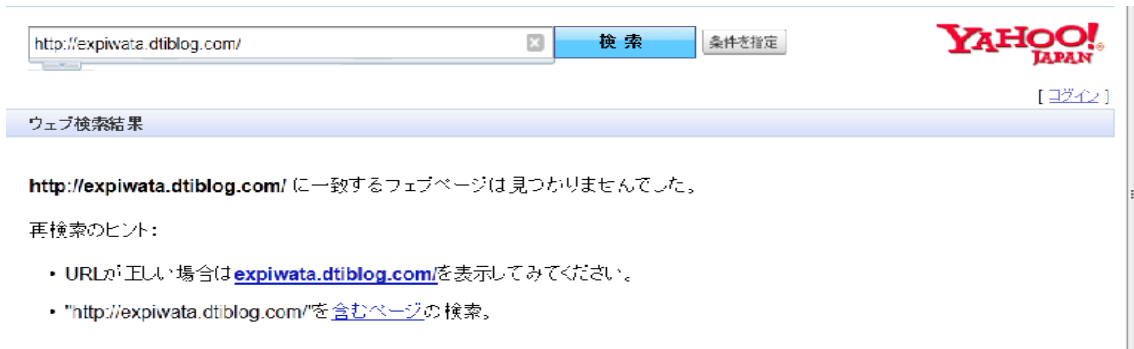 http://expiwata.dtiblog.com/
検索
条件を指定
YAHOO!
JAPAN
[ ログイン ]
ウェブ検索結果
http://expiwata.dtiblog.com/ に一致するウェブページは見つかりませんでした。
再検索のヒント:
• URLが正しい場合はexpiwata.dtiblog.com/を表示してみてください。
• "http://expiwata.dtiblog.com/"を含むページの検索。